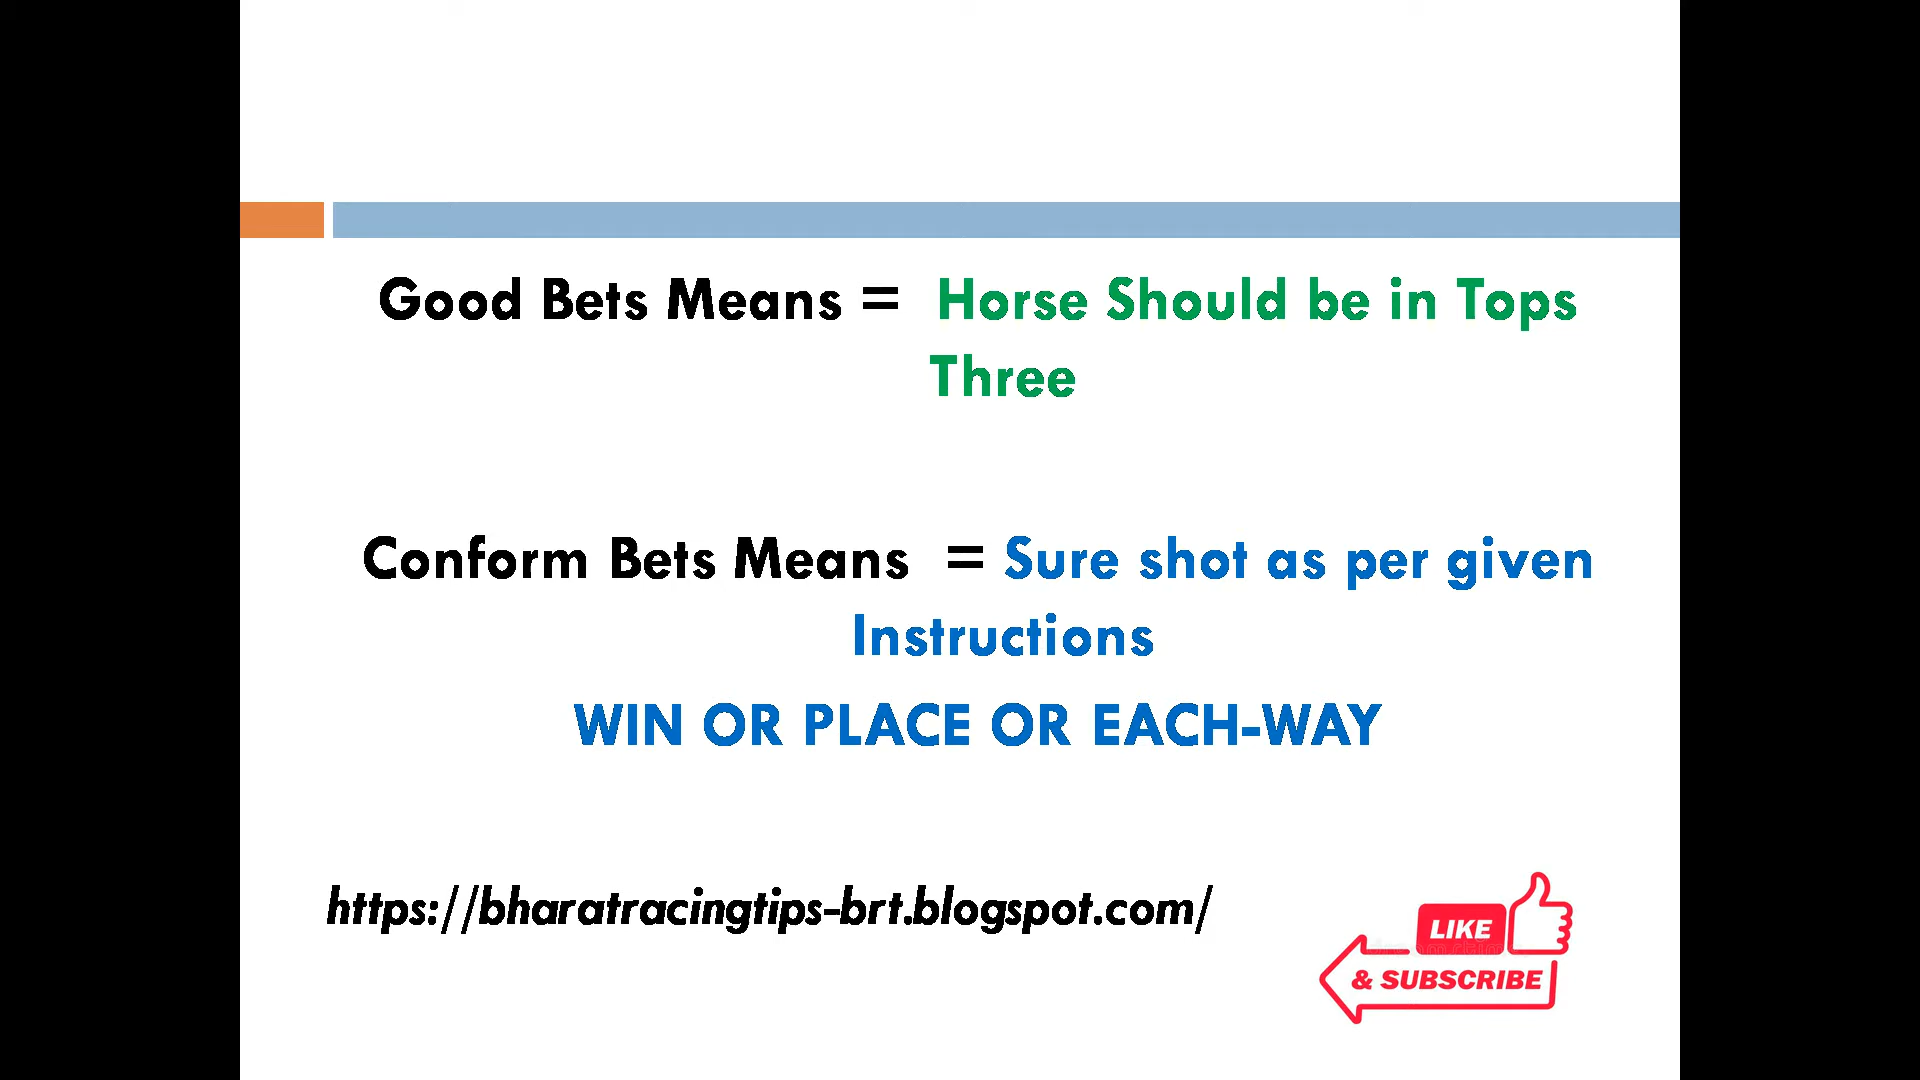 Good Bets Means = Horse Should be in Tops
Three
Conform Bets Means = Sure shot as per given
Instructions
WIN OR PLACE OR EACH-WAY
https://bharatracingtips-brt.blogspot.com/
LIKE
& SUBSCRIBE